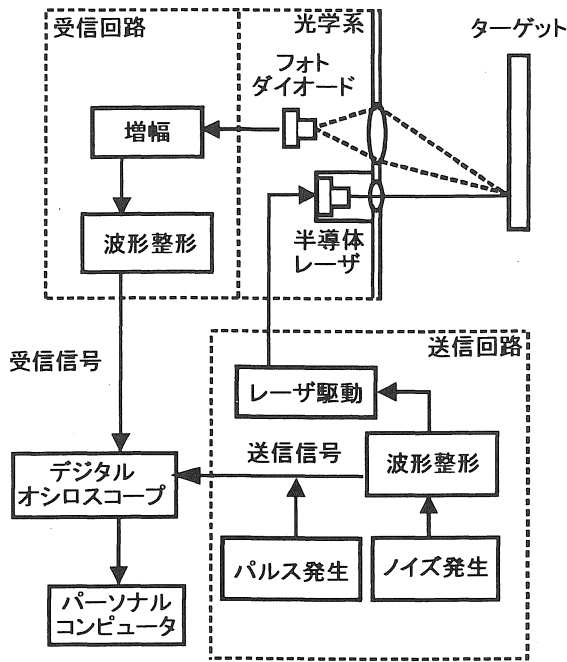 受信回路
光学系
ターゲット
フォト
ダイオード
増幅
波形整形
半導体
レーザ
受信信号
送信回路
レーザ駆動
送信信号
波形整形
デジタル
オシロスコープ
パルス発生
ノイズ発生
パーソナル
コンピュータ